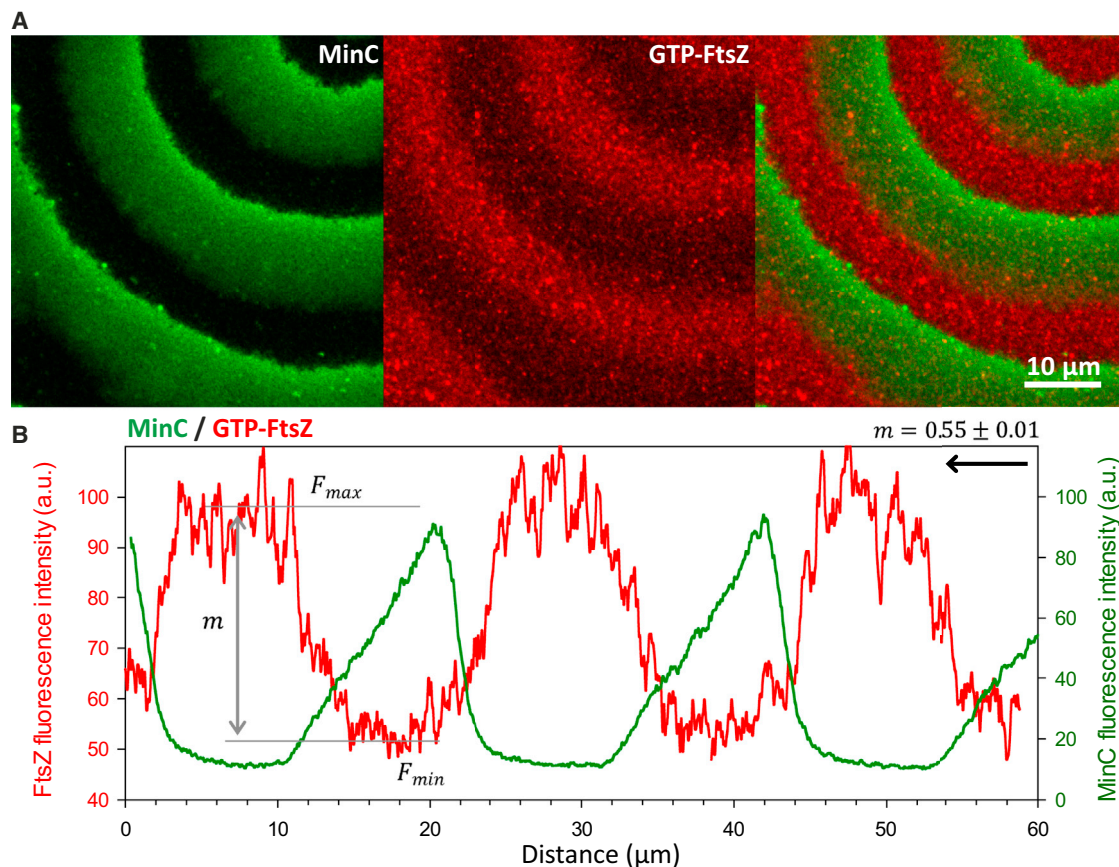 A
MinC
GTP-FtsZ
10 µm
B
MinC / GTP-FtsZ
m = 0.55 ± 0.01
FtsZ fluorescence intensity (a.u.)
100
90
80
70
60
50
40
F_max
m
F_min
100
80
60
40
20
0
MinC fluorescence intensity (a.u.)
0 10 20 30 40 50 60
Distance (µm)